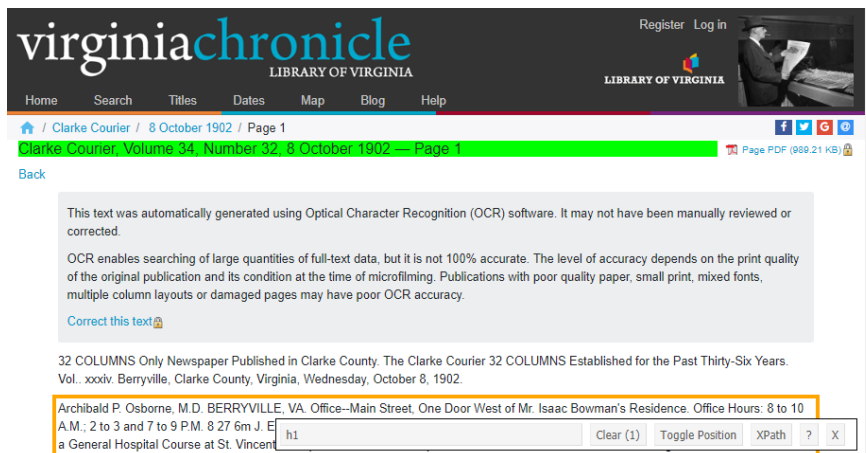 Register Log in
virginiachronicle
LIBRARY OF VIRGINIA
LIBRARY OF VIRGINIA
Home Search Titles Dates Map Blog Help
/ Clarke Courier / 8 October 1902 / Page 1
Clarke Courier, Volume 34, Number 32, 8 October 1902 — Page 1
Page PDF (989.21 KB)
Back
This text was automatically generated using Optical Character Recognition (OCR) software. It may not have been manually reviewed or
corrected.
OCR enables searching of large quantities of full-text data, but it is not 100% accurate. The level of accuracy depends on the print quality
of the original publication and its condition at the time of microfilming. Publications with poor quality paper, small print, mixed fonts,
multiple column layouts or damaged pages may have poor OCR accuracy.
Correct this text
32 COLUMNS Only Newspaper Published in Clarke County. The Clarke Courier 32 COLUMNS Established for the Past Thirty-Six Years.
Vol.. xxxiv. Berryville, Clarke County, Virginia, Wednesday, October 8, 1902.
Archibald P. Osborne, M.D. BERRYVILLE, VA. Office--Main Street, One Door West of Mr. Isaac Bowman's Residence. Office Hours: 8 to 10
A.M.; 2 to 3 and 7 to 9 P.M. 8 27 6m J. E
a General Hospital Course at St. Vincent
h1 Clear (1) Toggle Position XPath ? X